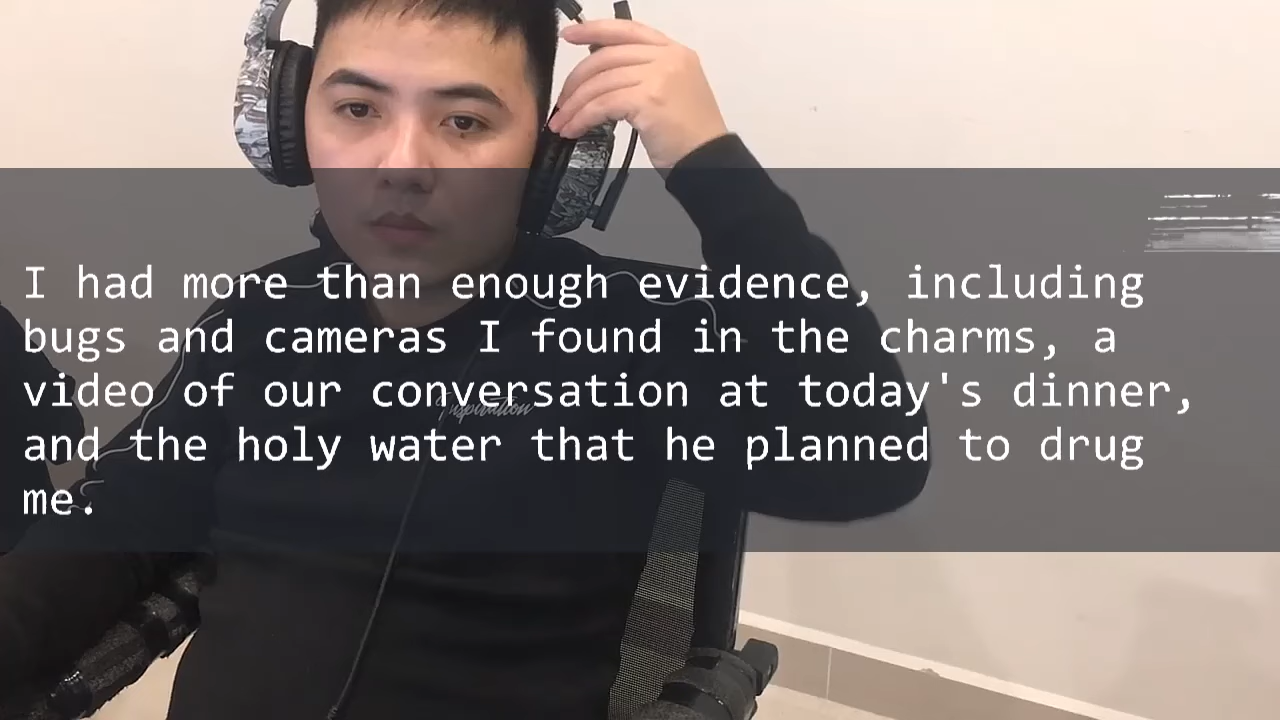 I had more than enough evidence, including
bugs and cameras I found in the charms, a
video of our conversation at today's dinner,
and the holy water that he planned to drug
me.
Inspiration